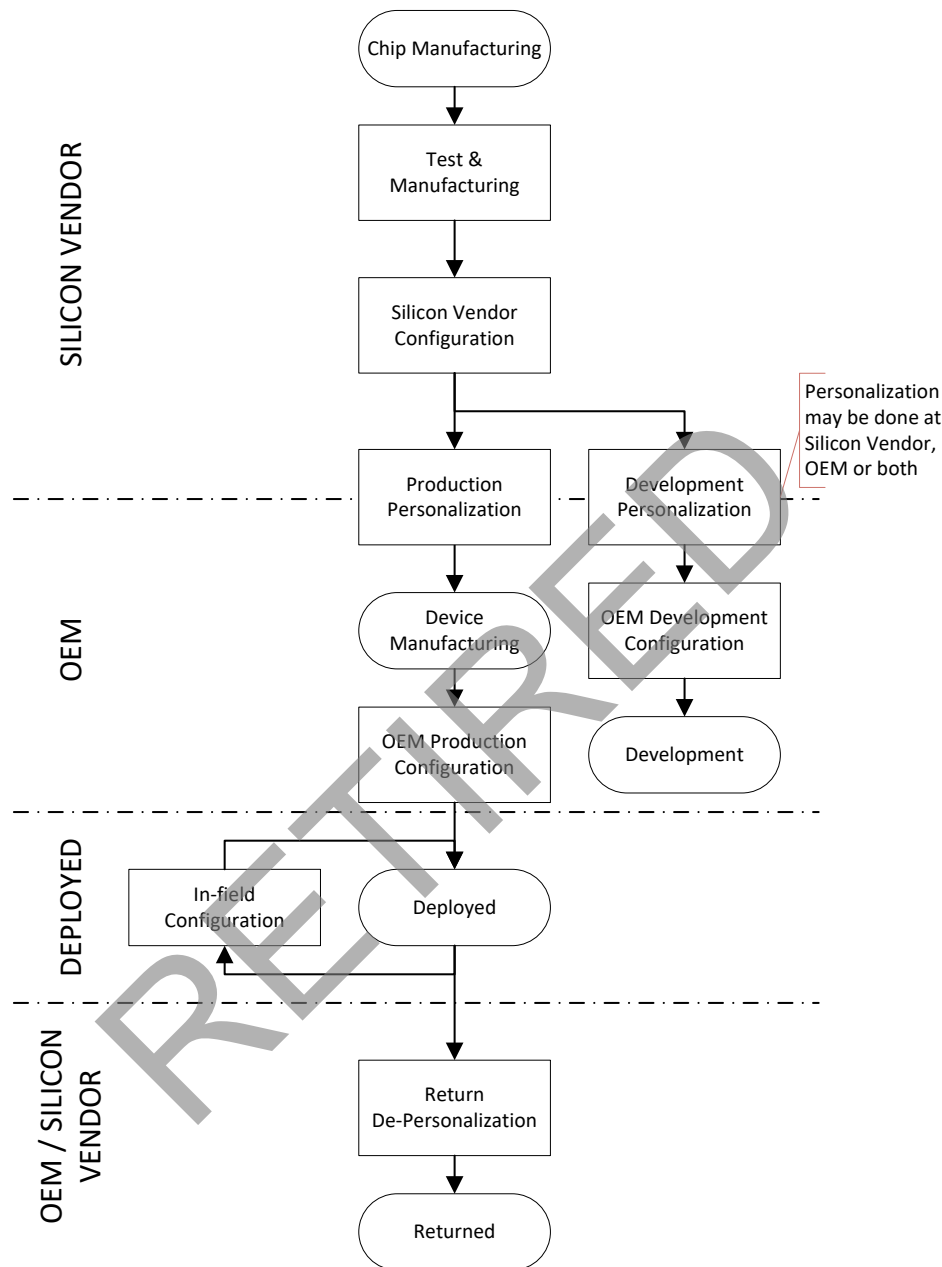 Chip Manufacturing
SILICON VENDOR
Test &
Manufacturing
Silicon Vendor
Configuration
Personalization
may be done at
Silicon Vendor,
OEM or both
Production
Personalization
Development
Personalization
OEM
Device
Manufacturing
OEM Development
Configuration
OEM Production
Configuration
Development
DEPLOYED
In-field
Configuration
Deployed
OEM / SILICON
VENDOR
Return
De-Personalization
Returned
RETIRED